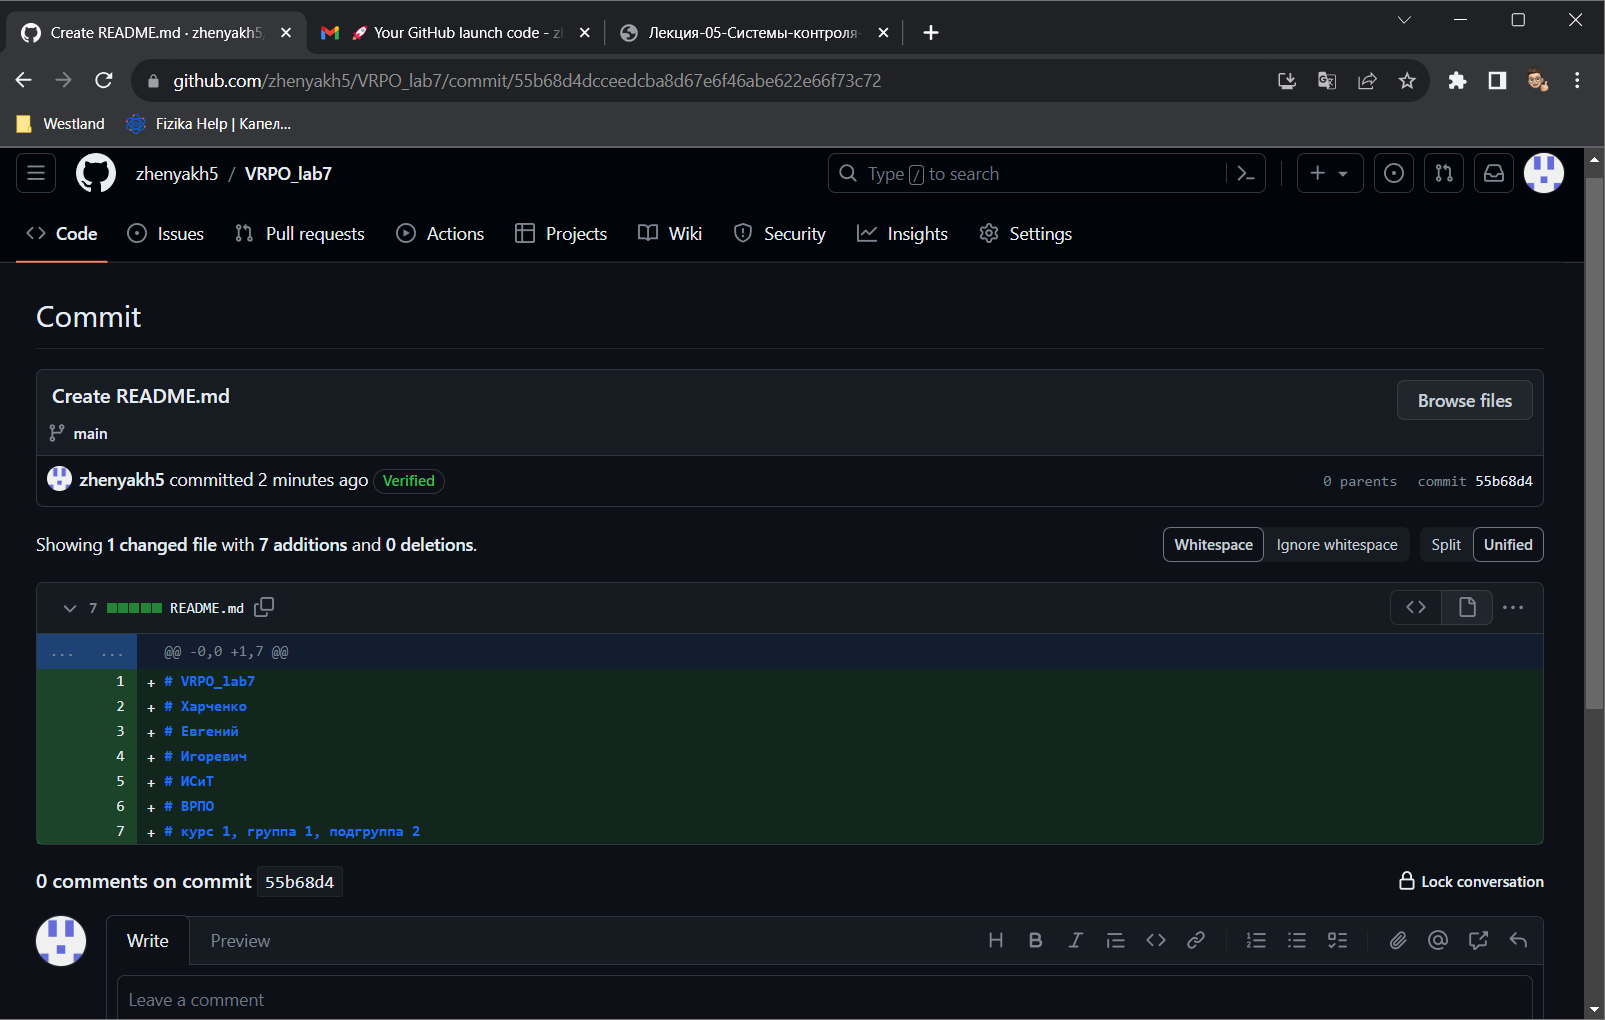 Create README.md · zhenyakh5
🚀 Your GitHub launch code - z
Лекция-05-Системы-контроля-
github.com/zhenyakh5/VRPO_lab7/commit/55b68d4dcceedcba8d67e6f46abe622e66f73c72
Westland
Fizika Help | Капел...
zhenyakh5 / VRPO_lab7
Type / to search
Code
Issues
Pull requests
Actions
Projects
Wiki
Security
Insights
Settings
Commit
Create README.md
Browse files
main
zhenyakh5 committed 2 minutes ago Verified
0 parents commit 55b68d4
Showing 1 changed file with 7 additions and 0 deletions.
Whitespace Ignore whitespace
Split Unified
7 README.md
... ... @@ -0,0 +1,7 @@
1 + # VRPO_lab7
2 + # Харченко
3 + # Евгений
4 + # Игоревич
5 + # ИСиТ
6 + # ВРПО
7 + # курс 1, группа 1, подгруппа 2
0 comments on commit 55b68d4
Lock conversation
Write Preview
Leave a comment